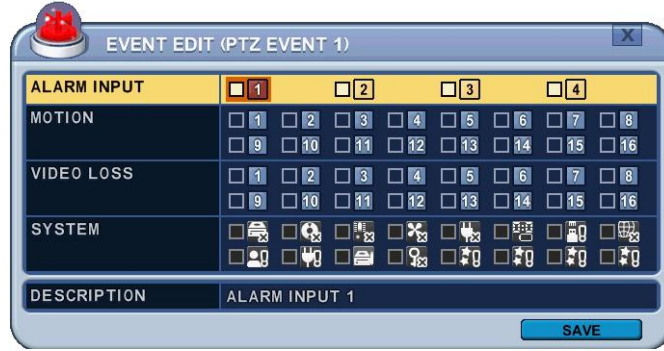 EVENT EDIT (PTZ EVENT 1)
X
ALARM INPUT 1 2 3 4
MOTION 1 2 3 4 5 6 7 8
9 10 11 12 13 14 15 16
VIDEO LOSS 1 2 3 4 5 6 7 8
9 10 11 12 13 14 15 16
SYSTEM
DESCRIPTION ALARM INPUT 1
SAVE